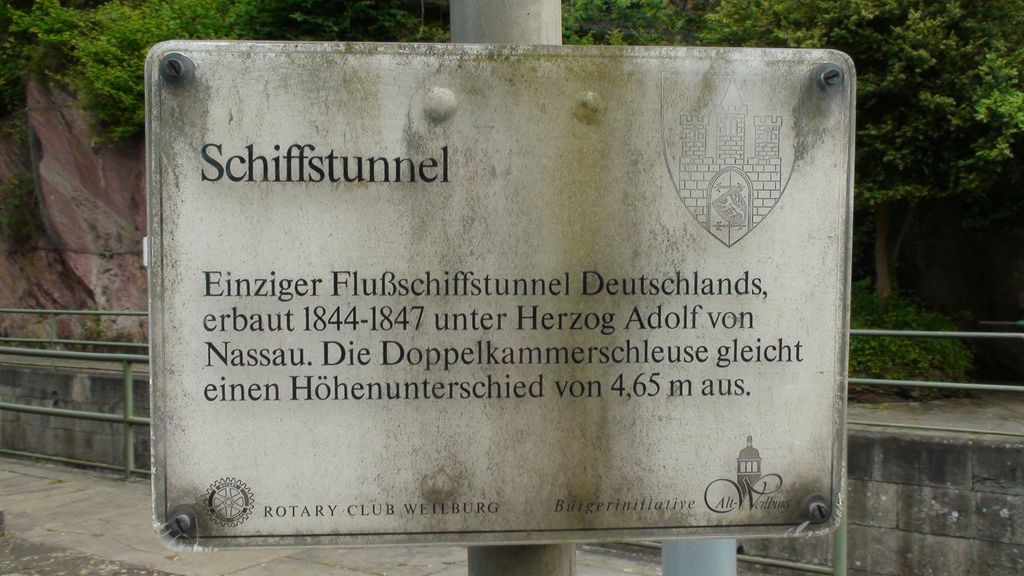 Schiffstunnel
Einziger Flußschiffstunnel Deutschlands,
erbaut 1844-1847 unter Herzog Adolf von
Nassau. Die Doppelkammerschleuse gleicht
einen Höhenunterschied von 4,65 m aus.
ROTARY CLUB WEILBURG
Bürgerinitiative Alt-Weilburg